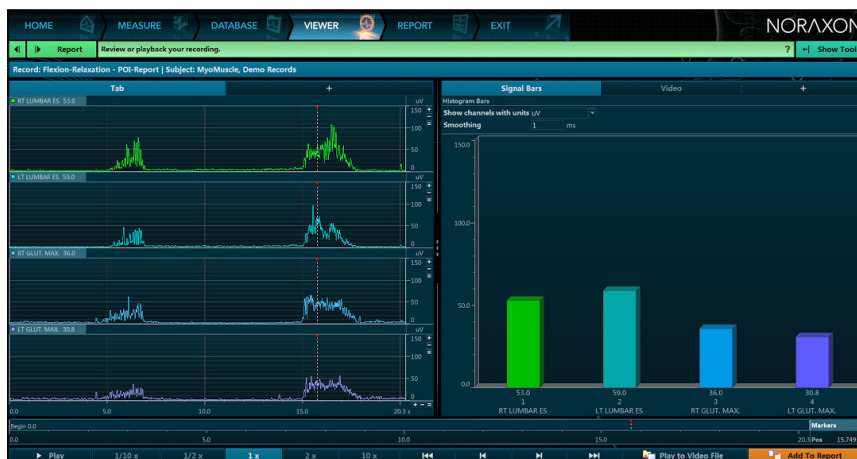 HOME MEASURE DATABASE VIEWER REPORT EXIT NORAXON
Report Review or playback your recording. ? Show Tool
Record: Flexion-Relaxation - POI-Report | Subject: MyoMuscle, Demo Records
Tab +
RT LUMBAR ES 53.0 uV
150
100
50
0
LT LUMBAR ES 59.0 uV
150
100
50
0
RT GLUT. MAX. 36.0 uV
150
100
50
0
LT GLUT. MAX. 30.8 uV
150
100
50
0
0.0 5.0 10.0 15.0 20.3 s
Signal Bars Video +
Histogram Bars
Show channels with units uV
Smoothing 1 ms
150.0
100.0
50.0
0.0
53.0 59.0 36.0 30.8
1 2 3 4
RT LUMBAR ES LT LUMBAR ES RT GLUT. MAX. LT GLUT. MAX.
Begin 0.0 Markers
0.0 5.0 10.0 15.0 20.3 Pos 15.749
Play 1/10 x 1/2 x 1 x 2 x 10 x Play to Video File Add To Report